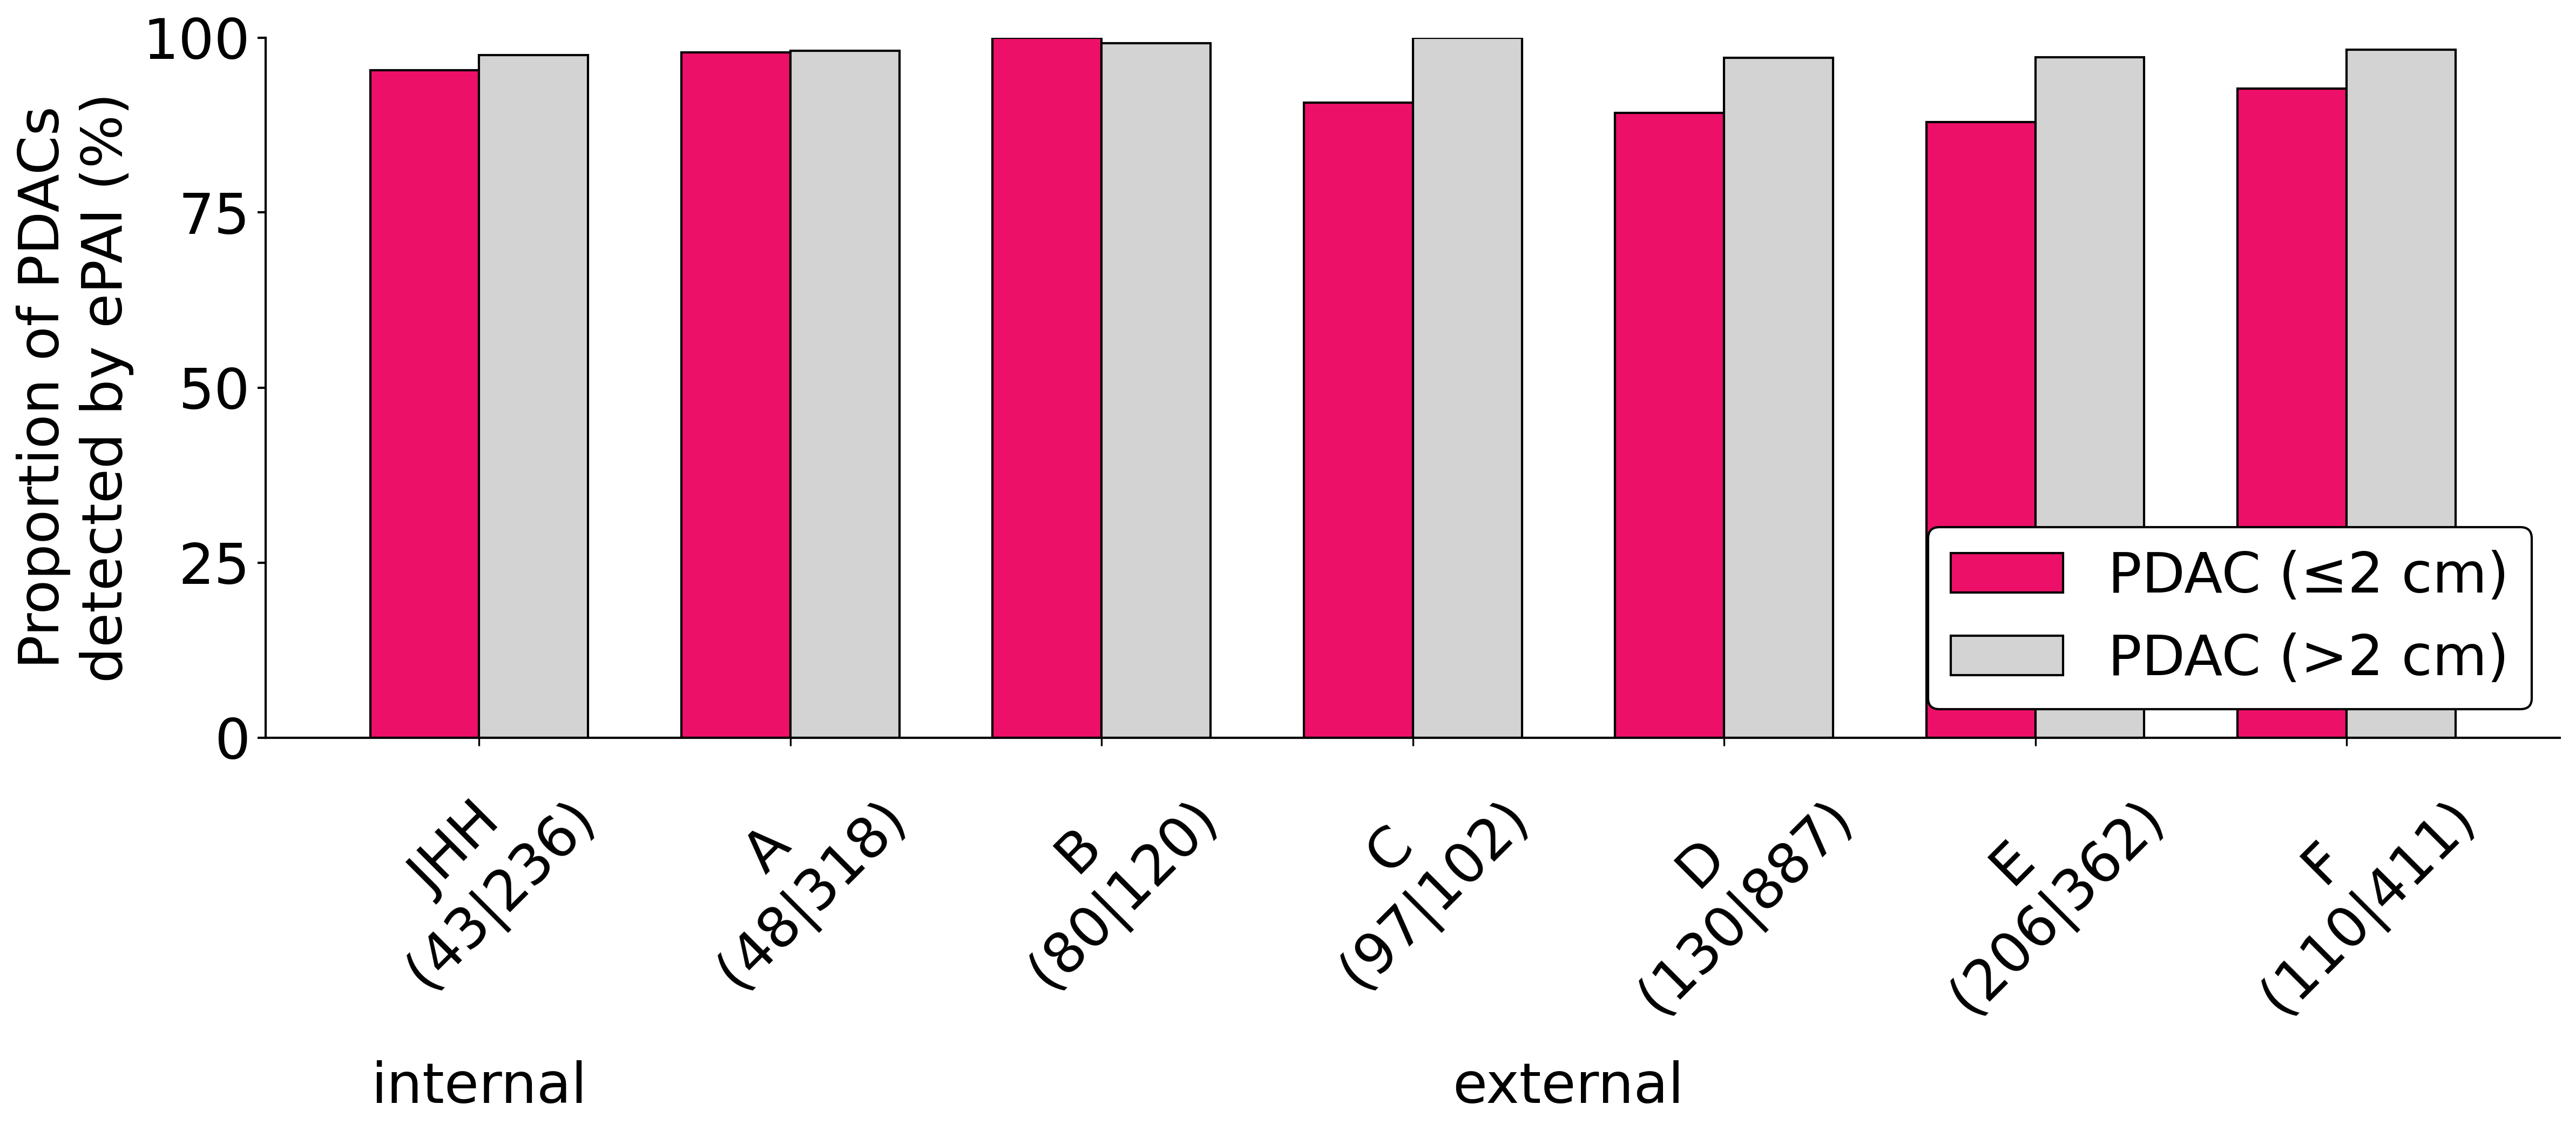 Proportion of PDACs
detected by ePAI (%)
100
75
50
25
0
PDAC (≤2 cm)
PDAC (>2 cm)
JHH
(43|236)
A
(48|318)
B
(80|120)
C
(97|102)
D
(130|887)
E
(206|362)
F
(110|411)
internal
external